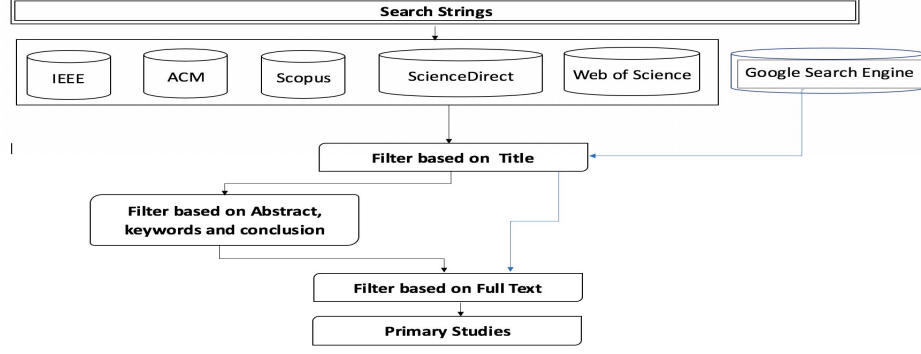 Search Strings
IEEE
ACM
Scopus
ScienceDirect
Web of Science
Google Search Engine
Filter based on Title
Filter based on Abstract,
keywords and conclusion
Filter based on Full Text
Primary Studies